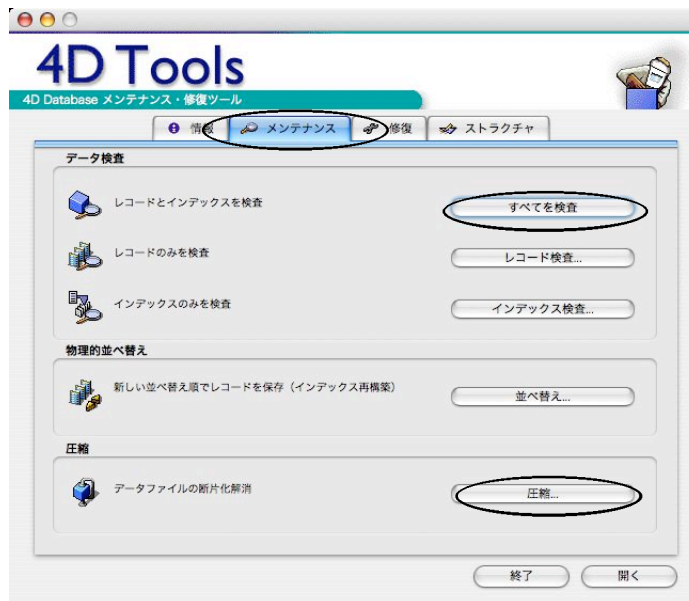 4D Tools
4D Database メンテナンス・修復ツール
情報 メンテナンス 修復 ストラクチャ
データ検査
レコードとインデックスを検査 すべてを検査
レコードのみを検査 レコード検査...
インデックスのみを検査 インデックス検査...
物理的並べ替え
新しい並べ替え順でレコードを保存（インデックス再構築） 並べ替え...
圧縮
データファイルの断片化解消 圧縮...
終了 開く